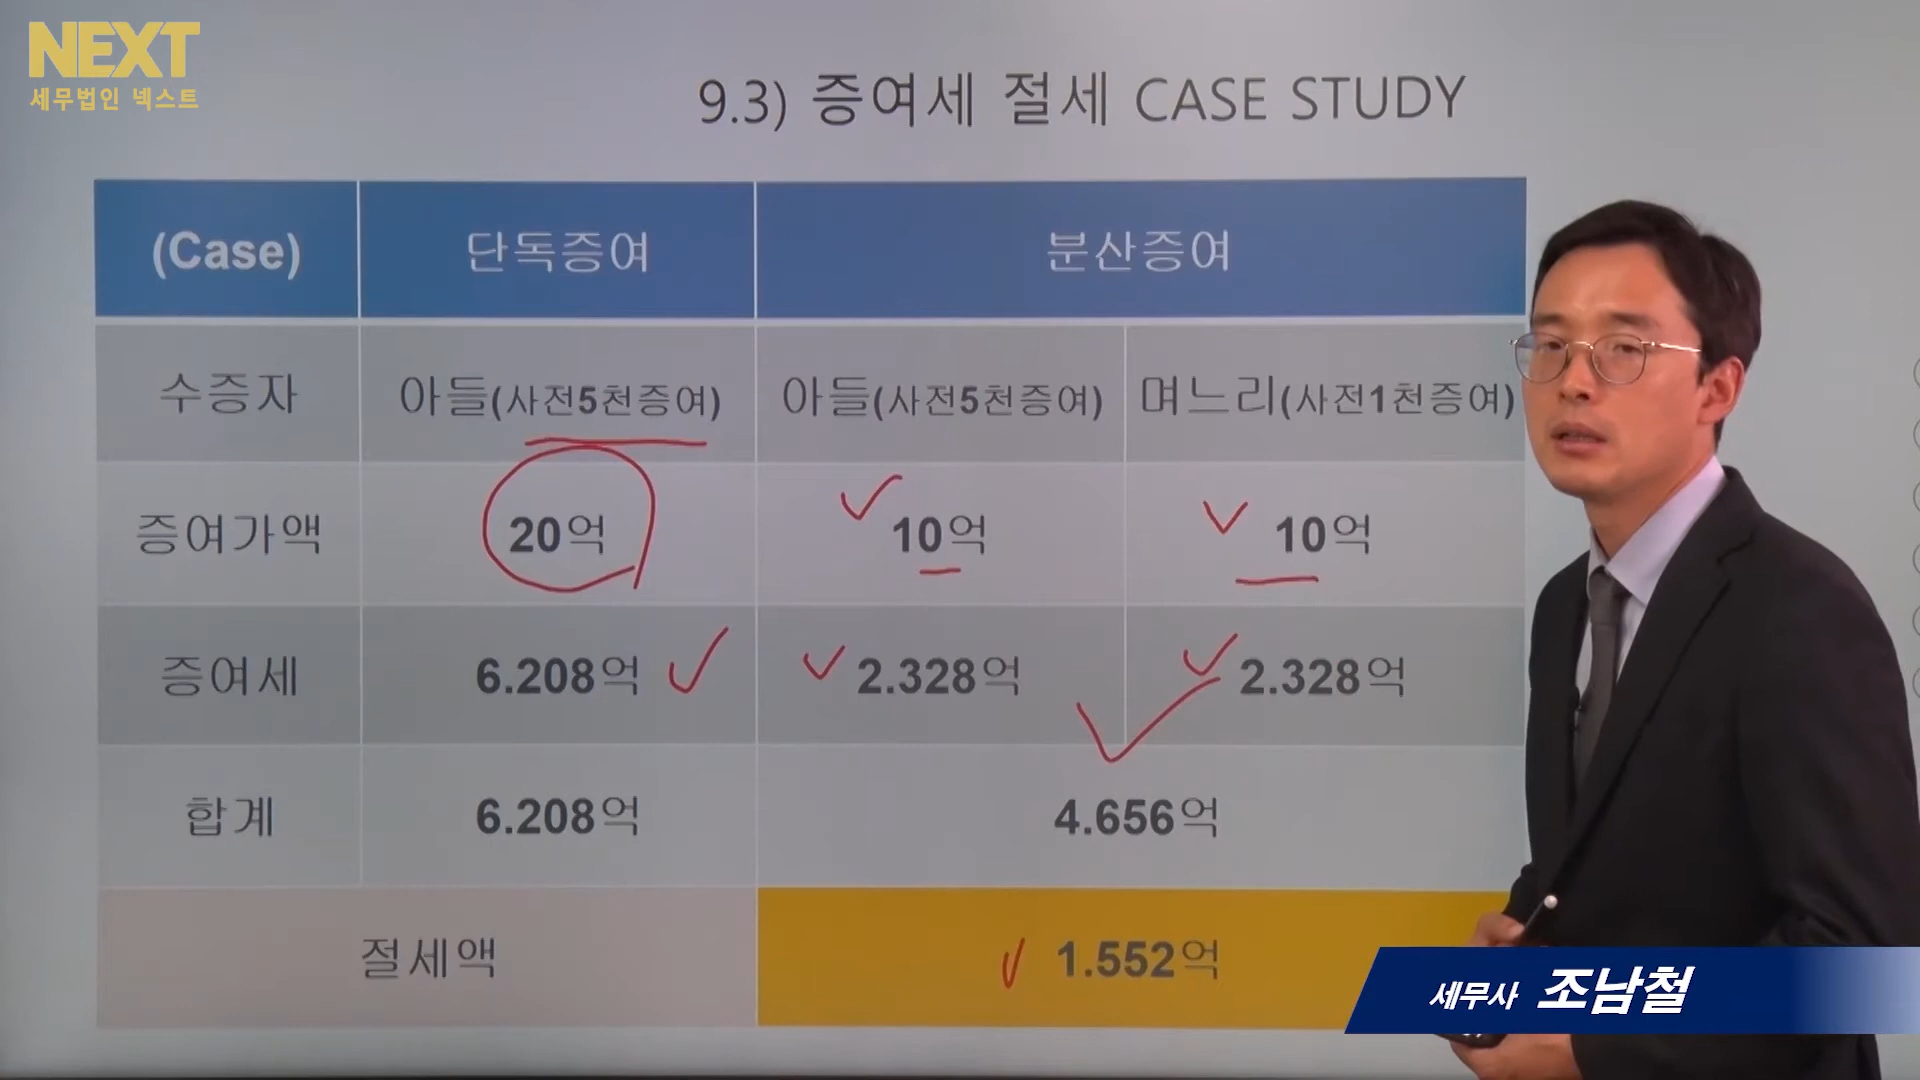 NEXT
세무법인 넥스트
9.3) 증여세 절세 CASE STUDY
(Case) 단독증여 분산증여
수증자 아들(사전5천증여) 아들(사전5천증여) 며느리(사전1천증여)
증여가액 20억 10억 10억
증여세 6.208억 2.328억 2.328억
합계 6.208억 4.656억
절세액 1.552억
세무사 조남철